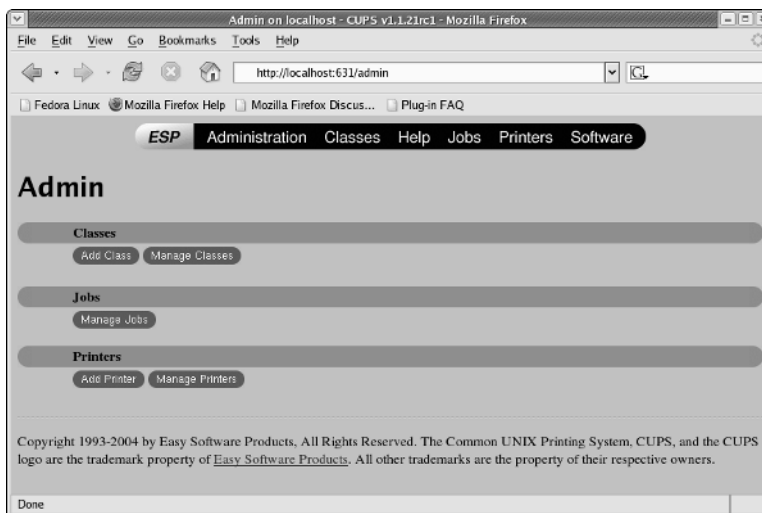 Admin on localhost - CUPS v1.1.21rc1 - Mozilla Firefox
File Edit View Go Bookmarks Tools Help
http://localhost:631/admin
Fedora Linux Mozilla Firefox Help Mozilla Firefox Discus... Plug-in FAQ
ESP Administration Classes Help Jobs Printers Software
Admin
Classes
Add Class Manage Classes
Jobs
Manage Jobs
Printers
Add Printer Manage Printers
Copyright 1993-2004 by Easy Software Products, All Rights Reserved. The Common UNIX Printing System, CUPS, and the CUPS
logo are the trademark property of Easy Software Products. All other trademarks are the property of their respective owners.
Done